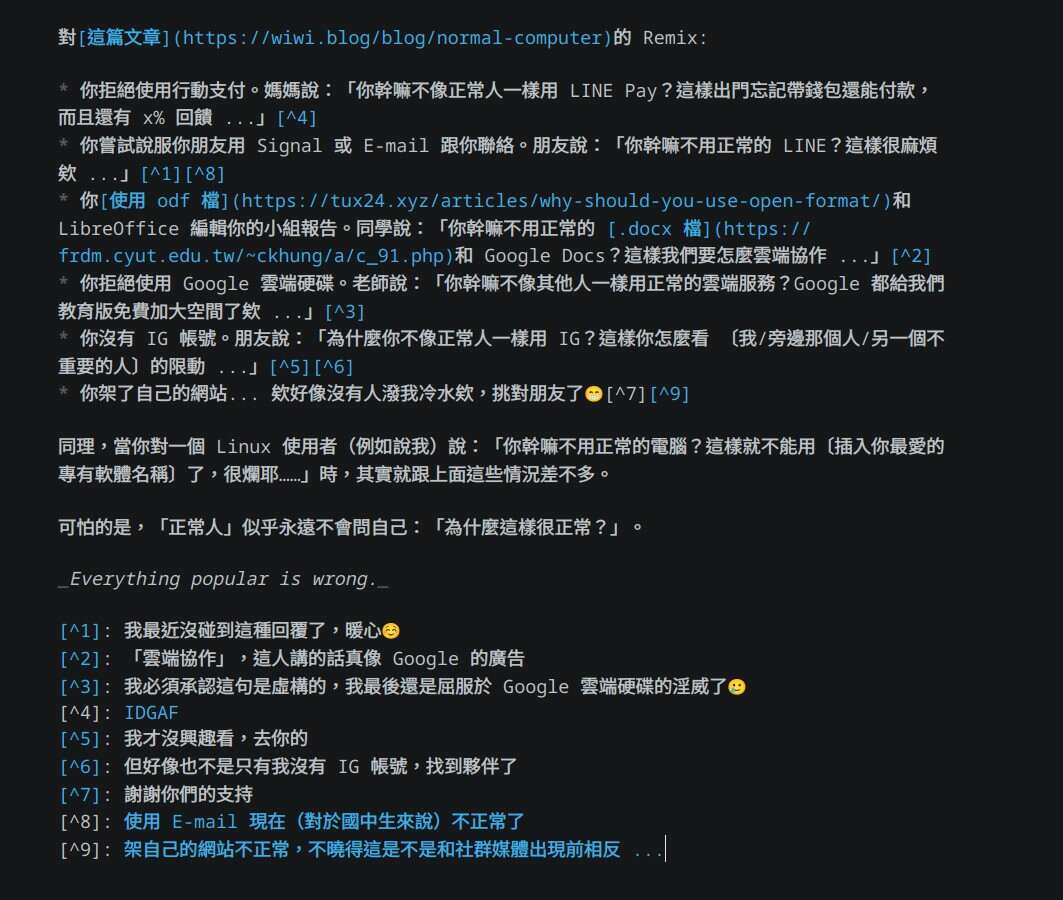 對[這篇文章](https://wiwi.blog/blog/normal-computer)的 Remix:
* 你拒絕使用行動支付。媽媽說：「你幹嘛不像正常人一樣用 LINE Pay？這樣出門忘記帶錢包還能付款，
而且還有 x% 回饋 ...」[^4]
* 你嘗試說服你朋友用 Signal 或 E-mail 跟你聯絡。朋友說：「你幹嘛不用正常的 LINE？這樣很麻煩
欸 ...」[^1][^8]
* 你[使用 odf 檔](https://tux24.xyz/articles/why-should-you-use-open-format/)和
LibreOffice 編輯你的小組報告。同學說：「你幹嘛不用正常的 [.docx 檔](https://
frdm.cyut.edu.tw/~ckhung/a/c_91.php)和 Google Docs？這樣我們要怎麼雲端協作 ...」[^2]
* 你拒絕使用 Google 雲端硬碟。老師說：「你幹嘛不像其他人一樣用正常的雲端服務？Google 都給我們
教育版免費加大空間了欸 ...」[^3]
* 你沒有 IG 帳號。朋友說：「為什麼你不像正常人一樣用 IG？這樣你怎麼看 〔我/旁邊那個人/另一個不
重要的人〕的限動 ...」[^5][^6]
* 你架了自己的網站... 欸好像沒有人潑我冷水欸，挑對朋友了😁[^7][^9]
同理，當你對一個 Linux 使用者（例如說我）說：「你幹嘛不用正常的電腦？這樣就不能用〔插入你最愛的
專有軟體名稱〕了，很爛耶……」時，其實就跟上面這些情況差不多。
可怕的是，「正常人」似乎永遠不會問自己：「為什麼這樣很正常？」。
_Everything popular is wrong._
[^1]: 我最近沒碰到這種回覆了，暖心😊
[^2]: 「雲端協作」，這人講的話真像 Google 的廣告
[^3]: 我必須承認這句是虛構的，我最後還是屈服於 Google 雲端硬碟的淫威了🥲
[^4]: IDGAF
[^5]: 我才沒興趣看，去你的
[^6]: 但好像也不是只有我沒有 IG 帳號，找到夥伴了
[^7]: 謝謝你們的支持
[^8]: 使用 E-mail 現在（對於國中生來說）不正常了
[^9]: 架自己的網站不正常，不曉得這是不是和社群媒體出現前相反 ...